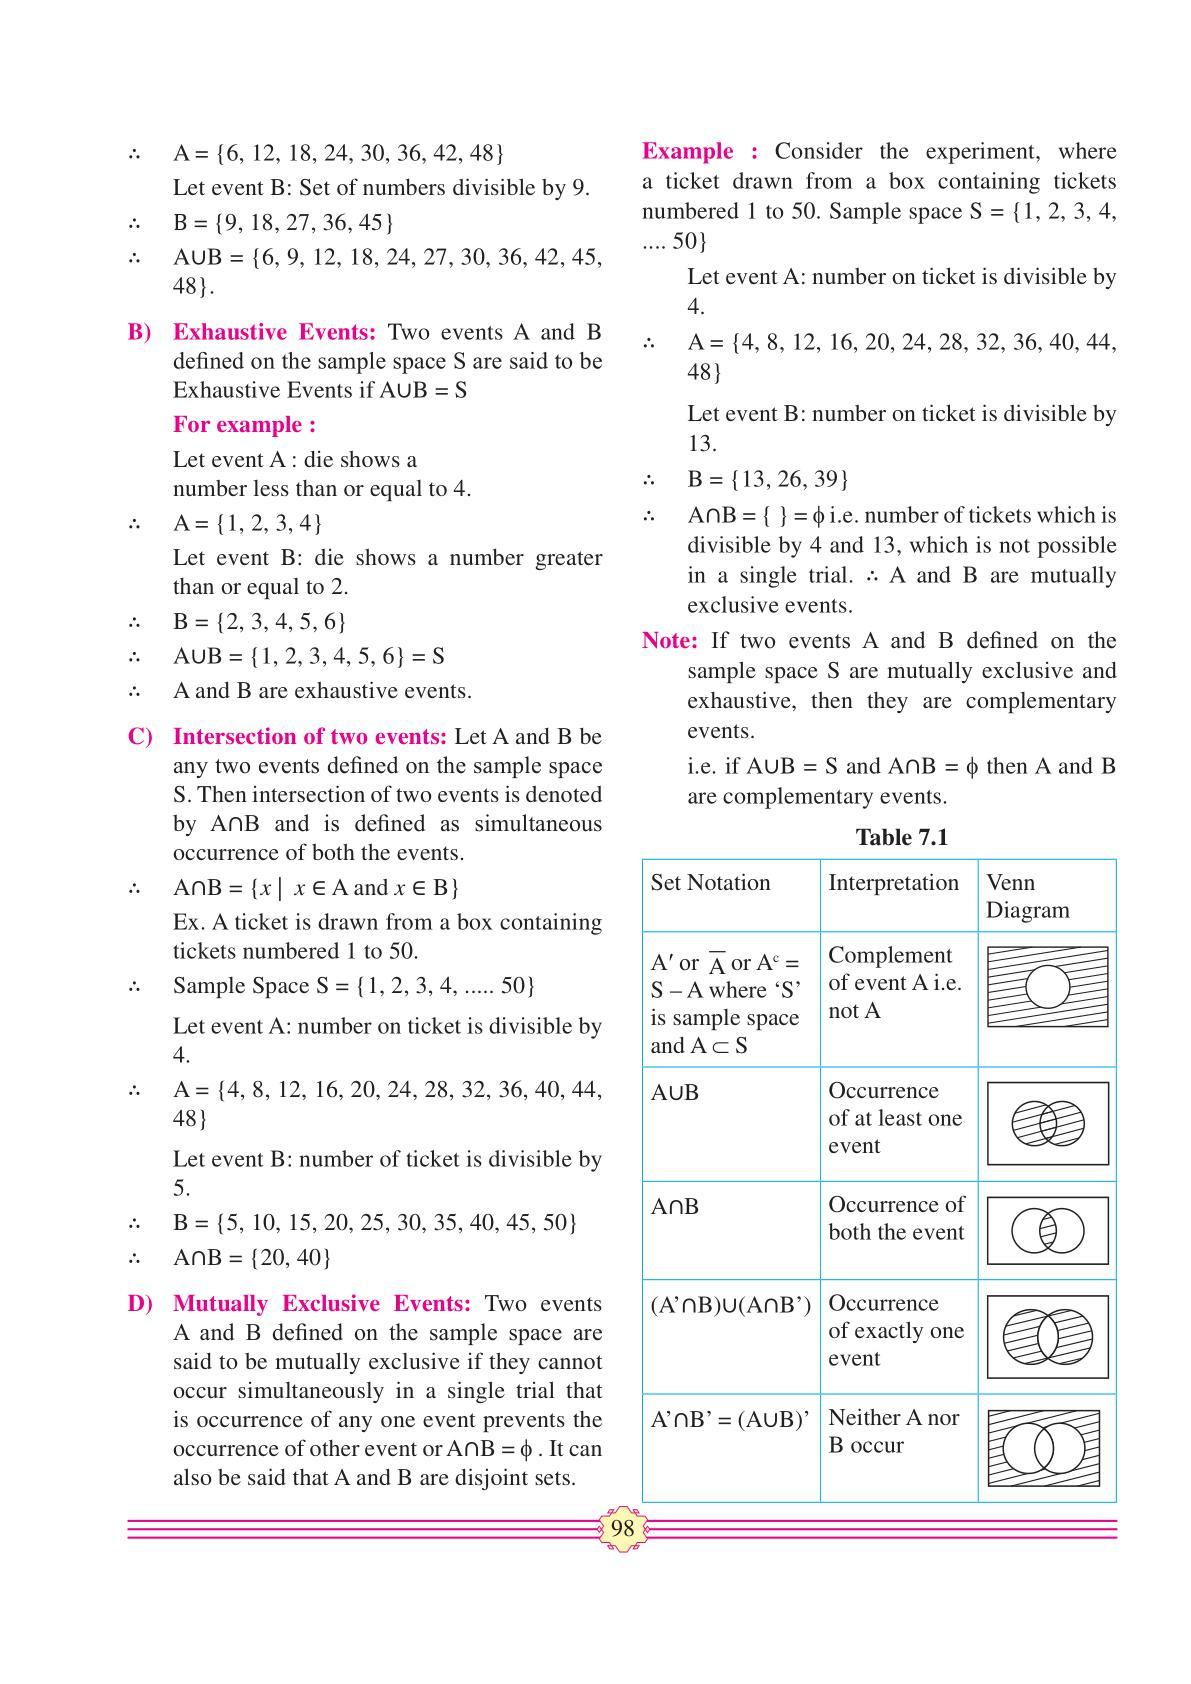 ∴ A = {6, 12, 18, 24, 30, 36, 42, 48}
Let event B: Set of numbers divisible by 9.
∴ B = {9, 18, 27, 36, 45}
∴ A∪B = {6, 9, 12, 18, 24, 27, 30, 36, 42, 45,
48}.
B) Exhaustive Events: Two events A and B
defined on the sample space S are said to be
Exhaustive Events if A∪B = S
For example :
Let event A : die shows a
number less than or equal to 4.
∴ A = {1, 2, 3, 4}
Let event B: die shows a number greater
than or equal to 2.
∴ B = {2, 3, 4, 5, 6}
∴ A∪B = {1, 2, 3, 4, 5, 6} = S
∴ A and B are exhaustive events.
C) Intersection of two events: Let A and B be
any two events defined on the sample space
S. Then intersection of two events is denoted
by A∩B and is defined as simultaneous
occurrence of both the events.
∴ A∩B = {x | x ∈ A and x ∈ B}
Ex. A ticket is drawn from a box containing
tickets numbered 1 to 50.
∴ Sample Space S = {1, 2, 3, 4, ..... 50}
Let event A: number on ticket is divisible by
4.
∴ A = {4, 8, 12, 16, 20, 24, 28, 32, 36, 40, 44,
48}
Let event B: number of ticket is divisible by
5.
∴ B = {5, 10, 15, 20, 25, 30, 35, 40, 45, 50}
∴ A∩B = {20, 40}
D) Mutually Exclusive Events: Two events
A and B defined on the sample space are
said to be mutually exclusive if they cannot
occur simultaneously in a single trial that
is occurrence of any one event prevents the
occurrence of other event or A∩B = ϕ . It can
also be said that A and B are disjoint sets.
Example : Consider the experiment, where
a ticket drawn from a box containing tickets
numbered 1 to 50. Sample space S = {1, 2, 3, 4,
.... 50}
Let event A: number on ticket is divisible by
4.
∴ A = {4, 8, 12, 16, 20, 24, 28, 32, 36, 40, 44,
48}
Let event B: number on ticket is divisible by
13.
∴ B = {13, 26, 39}
∴ A∩B = { } = ϕ i.e. number of tickets which is
divisible by 4 and 13, which is not possible
in a single trial. ∴ A and B are mutually
exclusive events.
Note: If two events A and B defined on the
sample space S are mutually exclusive and
exhaustive, then they are complementary
events.
i.e. if A∪B = S and A∩B = ϕ then A and B
are complementary events.
Table 7.1
Set Notation
Interpretation
Venn
Diagram
A′ or A̅ or Aᶜ =
S – A where ‘S’
is sample space
and A ⊂ S
Complement
of event A i.e.
not A
A∪B
Occurrence
of at least one
event
A∩B
Occurrence of
both the event
(A’∩B)∪(A∩B’)
Occurrence
of exactly one
event
A’∩B’ = (A∪B)’
Neither A nor
B occur
98